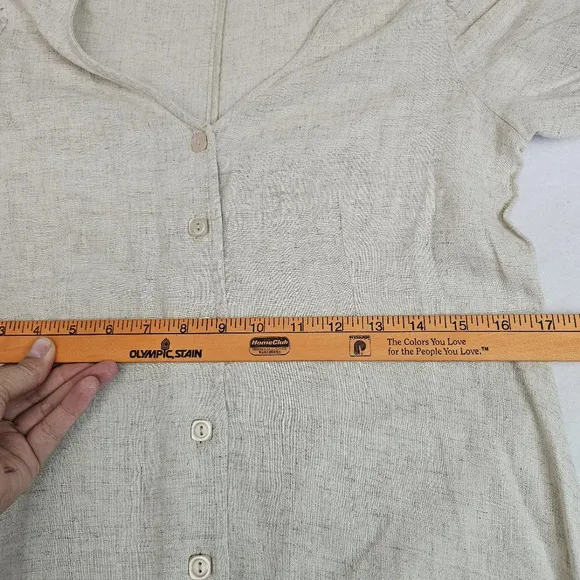 3 4 5 6 7 8 9 10 11 12 13 14 15 16 17
OLYMPIC STAIN
HomeClub
The Colors You Love
for the People You Love.™